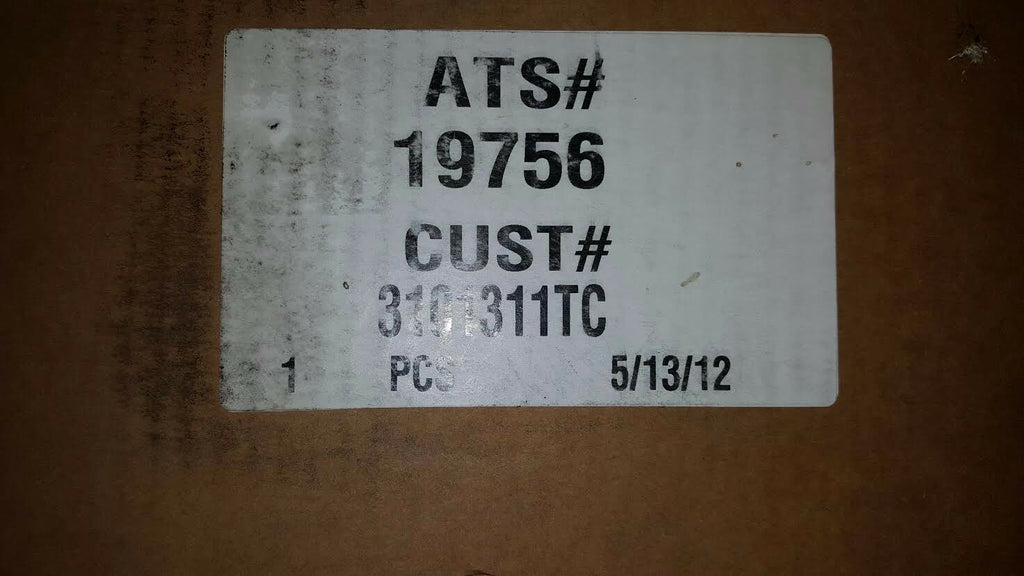 ATS#
19756
CUST#
3101311TC
1 PCS 5/13/12